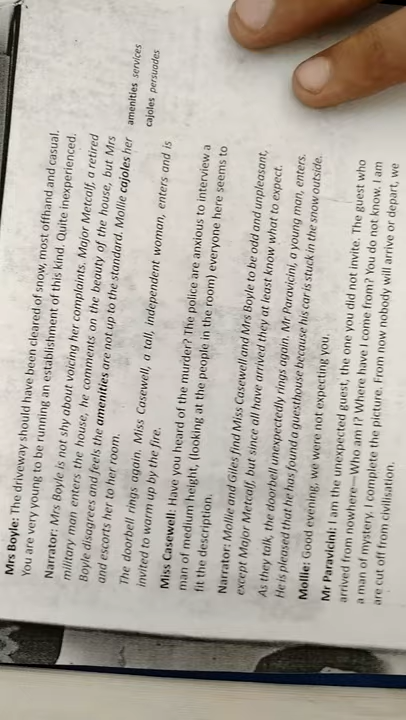 Mrs Boyle: The driveway should have been cleared of snow, most offhand and casual.
You are very young to be running an establishment of this kind. Quite inexperienced.
Narrator: Mrs Boyle is not shy about voicing her complaints. Major Metcalf, a retired
military man enters the house, he comments on the beauty of the house, but Mrs
Boyle disagrees and feels the amenities are not up to the standard. Mollie cajoles her
and escorts her to her room.
amenities services
cajoles persuades
The doorbell rings again. Miss Casewell, a tall, independent woman, enters and is
invited to warm up by the fire.
Miss Casewell: Have you heard of the murder? The police are anxious to interview a
man of medium height, (looking at the people in the room) everyone here seems to
fit the description.
Narrator: Mollie and Giles find Miss Casewell and Mrs Boyle to be odd and unpleasant,
except Major Metcalf, but since all have arrived they at least know what to expect.
As they talk, the doorbell unexpectedly rings again. Mr Paravicini, a young man, enters.
He is pleased that he has found a guesthouse because his car is stuck in the snow outside.
Mollie: Good evening, we were not expecting you.
Mr Paravicini: I am the unexpected guest, the one you did not invite. The guest who
arrived from nowhere—Who am I? Where have I come from? You do not know. I am
a man of mystery, I complete the picture. From now nobody will arrive or depart, we
are cut off from civilisation.